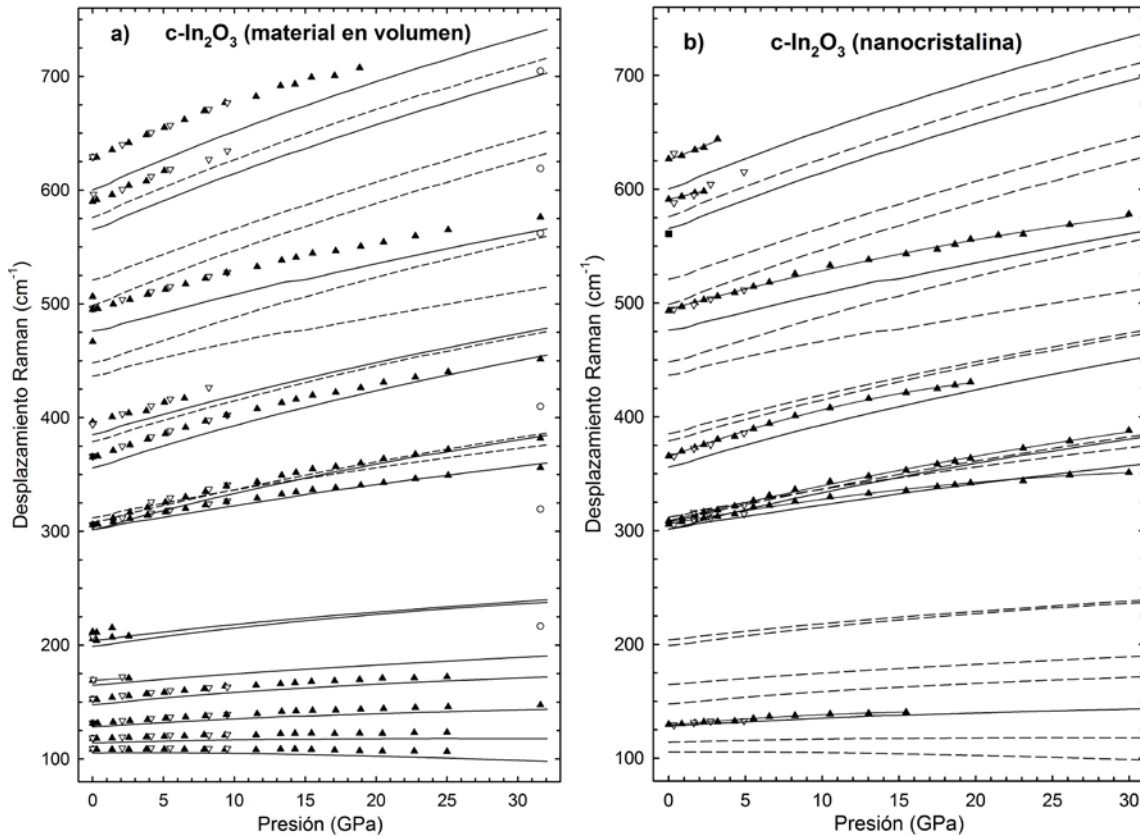 a) c-In₂O₃ (material en volumen)
Desplazamiento Raman (cm⁻¹)
700
600
500
400
300
200
100
0 5 10 15 20 25 30
Presión (GPa)
b) c-In₂O₃ (nanocristalina)
Desplazamiento Raman (cm⁻¹)
700
600
500
400
300
200
100
0 5 10 15 20 25 30
Presión (GPa)